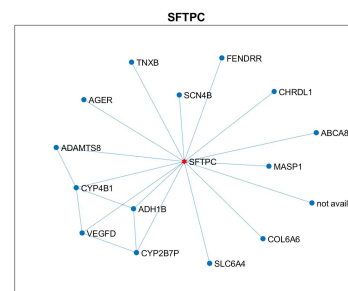 SFTPC
FENDRR
TNXB
SCN4B
CHRDL1
AGER
ABCA8
ADAMTS8
SFTPC
MASP1
CYP4B1
not avail
ADH1B
VEGFD
COL6A6
CYP2B7P
SLC6A4